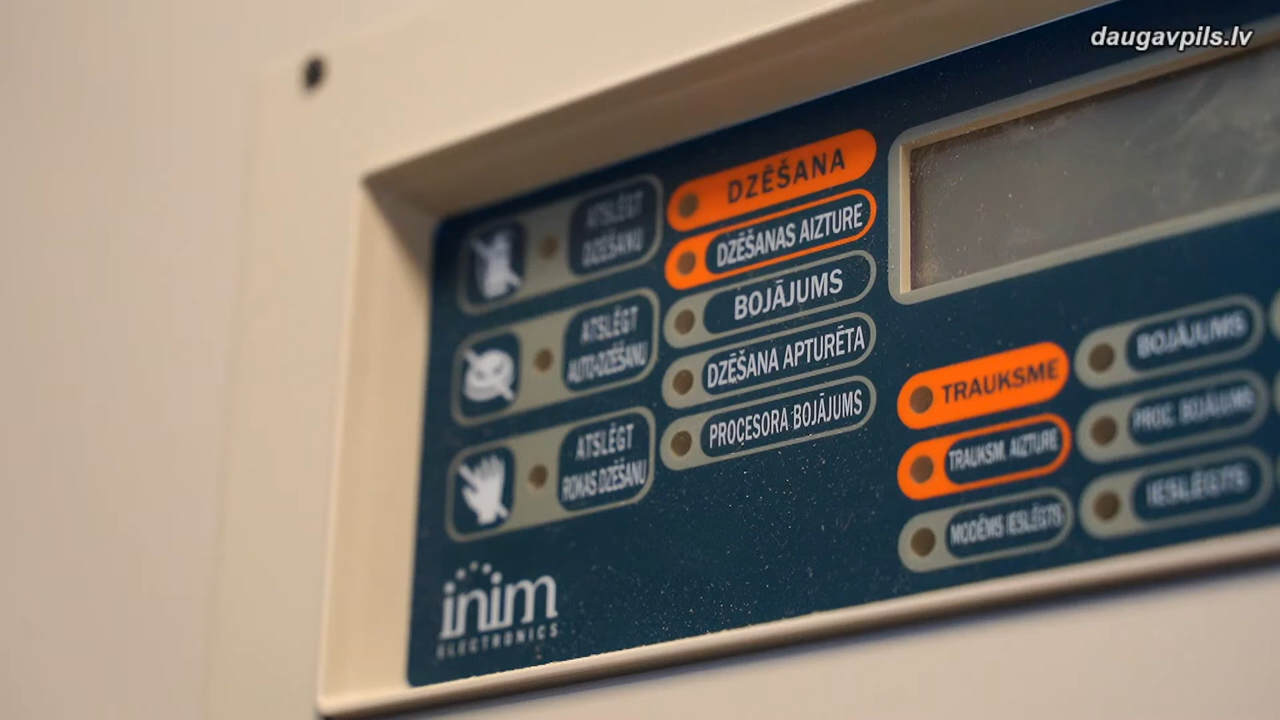 daugavpils.lv
ATSLĒGT
DZĒŠANU
ATSLĒGT
AUTO-DZĒŠANU
ATSLĒGT
ROKAS DZĒŠANU
DZĒŠANA
DZĒŠANAS AIZTURE
BOJĀJUMS
DZĒŠANA APTURĒTA
PROCESORA BOJĀJUMS
TRAUKSME
TRAUKSM. AIZTURE
MODĒMS IESLĒGTS
BOJĀJUMS
PROC. BOJĀJUMS
IESLĒGTS
inim
ELECTRONICS